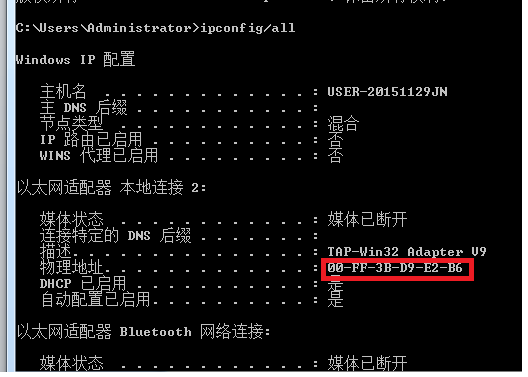 C:\Users\Administrator>ipconfig/all
Windows IP 配置
主机名 . . . . . . . . . . . . . : USER-20151129JN
主 DNS 后缀 . . . . . . . . . . . :
节点类型 . . . . . . . . . . . . : 混合
IP 路由已启用 . . . . . . . . . . : 否
WINS 代理已启用 . . . . . . . . . : 否
以太网适配器 本地连接 2:
媒体状态 . . . . . . . . . . . . : 媒体已断开
连接特定的 DNS 后缀 . . . . . . . :
描述. . . . . . . . . . . . . . . : TAP-Win32 Adapter V9
物理地址. . . . . . . . . . . . . : 00-FF-3B-D9-E2-B6
DHCP 已启用 . . . . . . . . . . . : 是
自动配置已启用. . . . . . . . . . : 是
以太网适配器 Bluetooth 网络连接:
媒体状态 . . . . . . . . . . . . : 媒体已断开